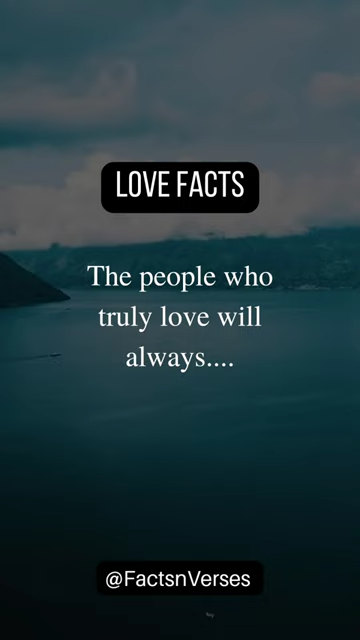 LOVE FACTS
The people who
truly love will
always....
@FactsnVerses